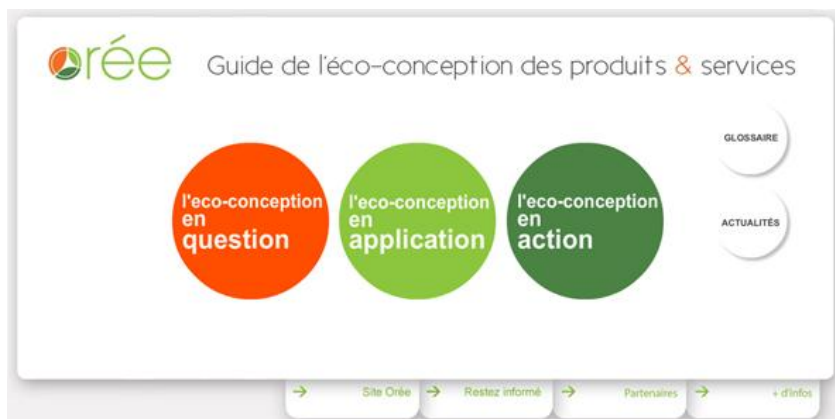 orée
Guide de l'éco-conception des produits & services
GLOSSAIRE
l'eco-conception
en
question
l'eco-conception
en
application
l'eco-conception
en
action
ACTUALITÉS
→ Site Orée
→ Restez informé
→ Partenaires
→ + d'Infos